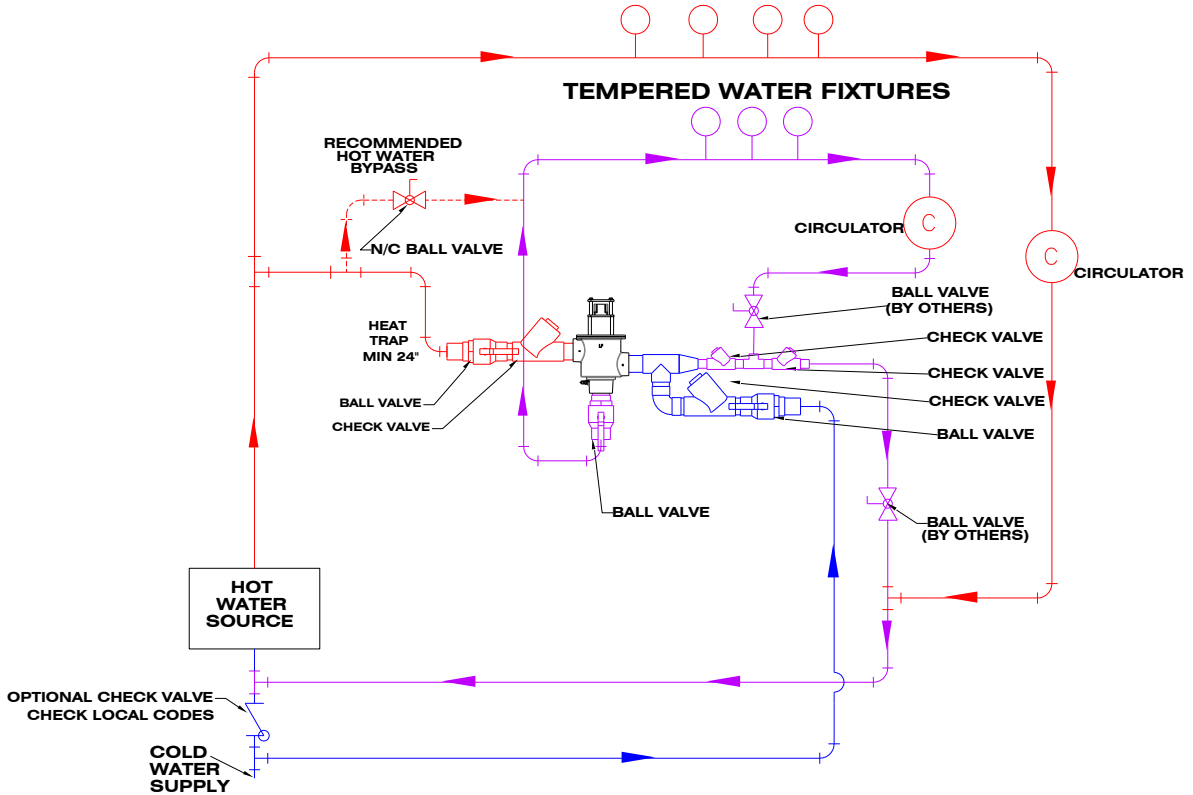 TEMPERED WATER FIXTURES
RECOMMENDED
HOT WATER
BYPASS
N/C BALL VALVE
CIRCULATOR
C
C
CIRCULATOR
BALL VALVE
(BY OTHERS)
HEAT
TRAP
MIN 24"
CHECK VALVE
CHECK VALVE
CHECK VALVE
BALL VALVE
BALL VALVE
CHECK VALVE
BALL VALVE
BALL VALVE
(BY OTHERS)
HOT
WATER
SOURCE
OPTIONAL CHECK VALVE
CHECK LOCAL CODES
COLD
WATER
SUPPLY